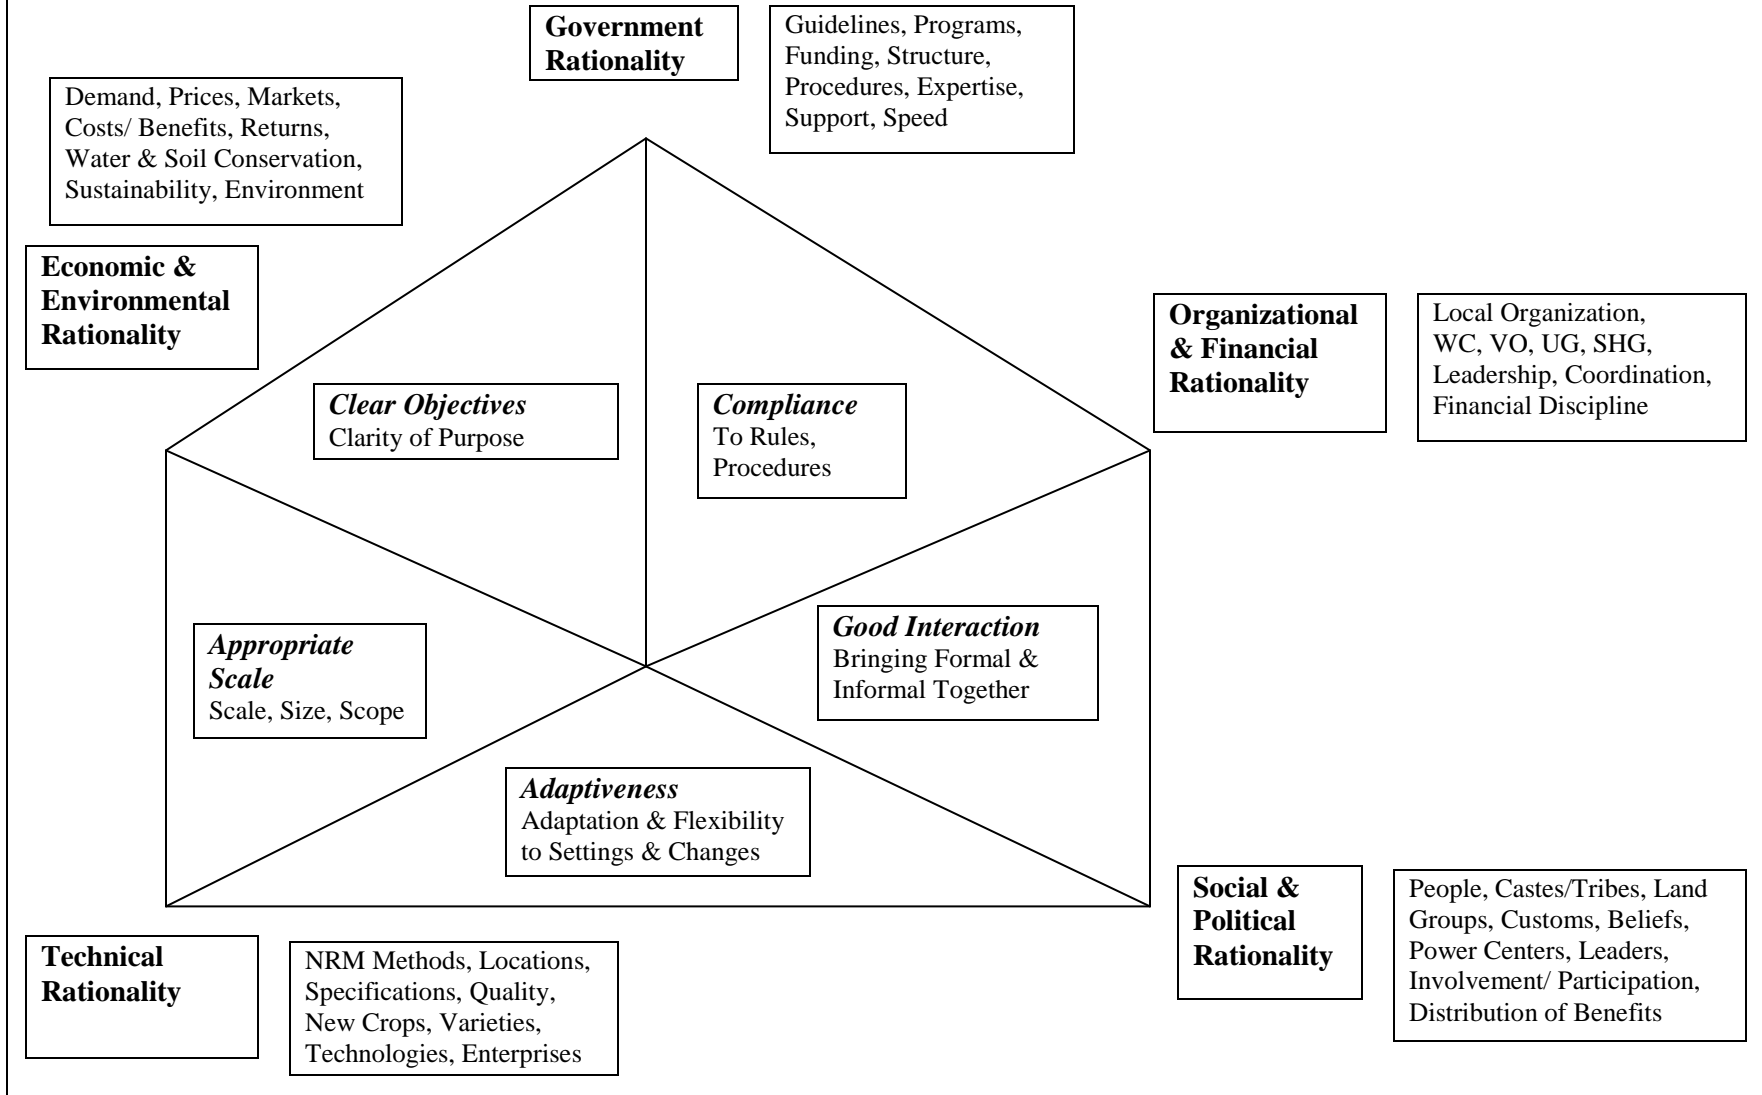 Government
Rationality
Guidelines, Programs,
Funding, Structure,
Procedures, Expertise,
Support, Speed
Demand, Prices, Markets,
Costs/ Benefits, Returns,
Water & Soil Conservation,
Sustainability, Environment
Economic &
Environmental
Rationality
Organizational
& Financial
Rationality
Local Organization,
WC, VO, UG, SHG,
Leadership, Coordination,
Financial Discipline
Clear Objectives
Clarity of Purpose
Compliance
To Rules,
Procedures
Appropriate
Scale
Scale, Size, Scope
Good Interaction
Bringing Formal &
Informal Together
Adaptiveness
Adaptation & Flexibility
to Settings & Changes
Social &
Political
Rationality
People, Castes/Tribes, Land
Groups, Customs, Beliefs,
Power Centers, Leaders,
Involvement/ Participation,
Distribution of Benefits
Technical
Rationality
NRM Methods, Locations,
Specifications, Quality,
New Crops, Varieties,
Technologies, Enterprises